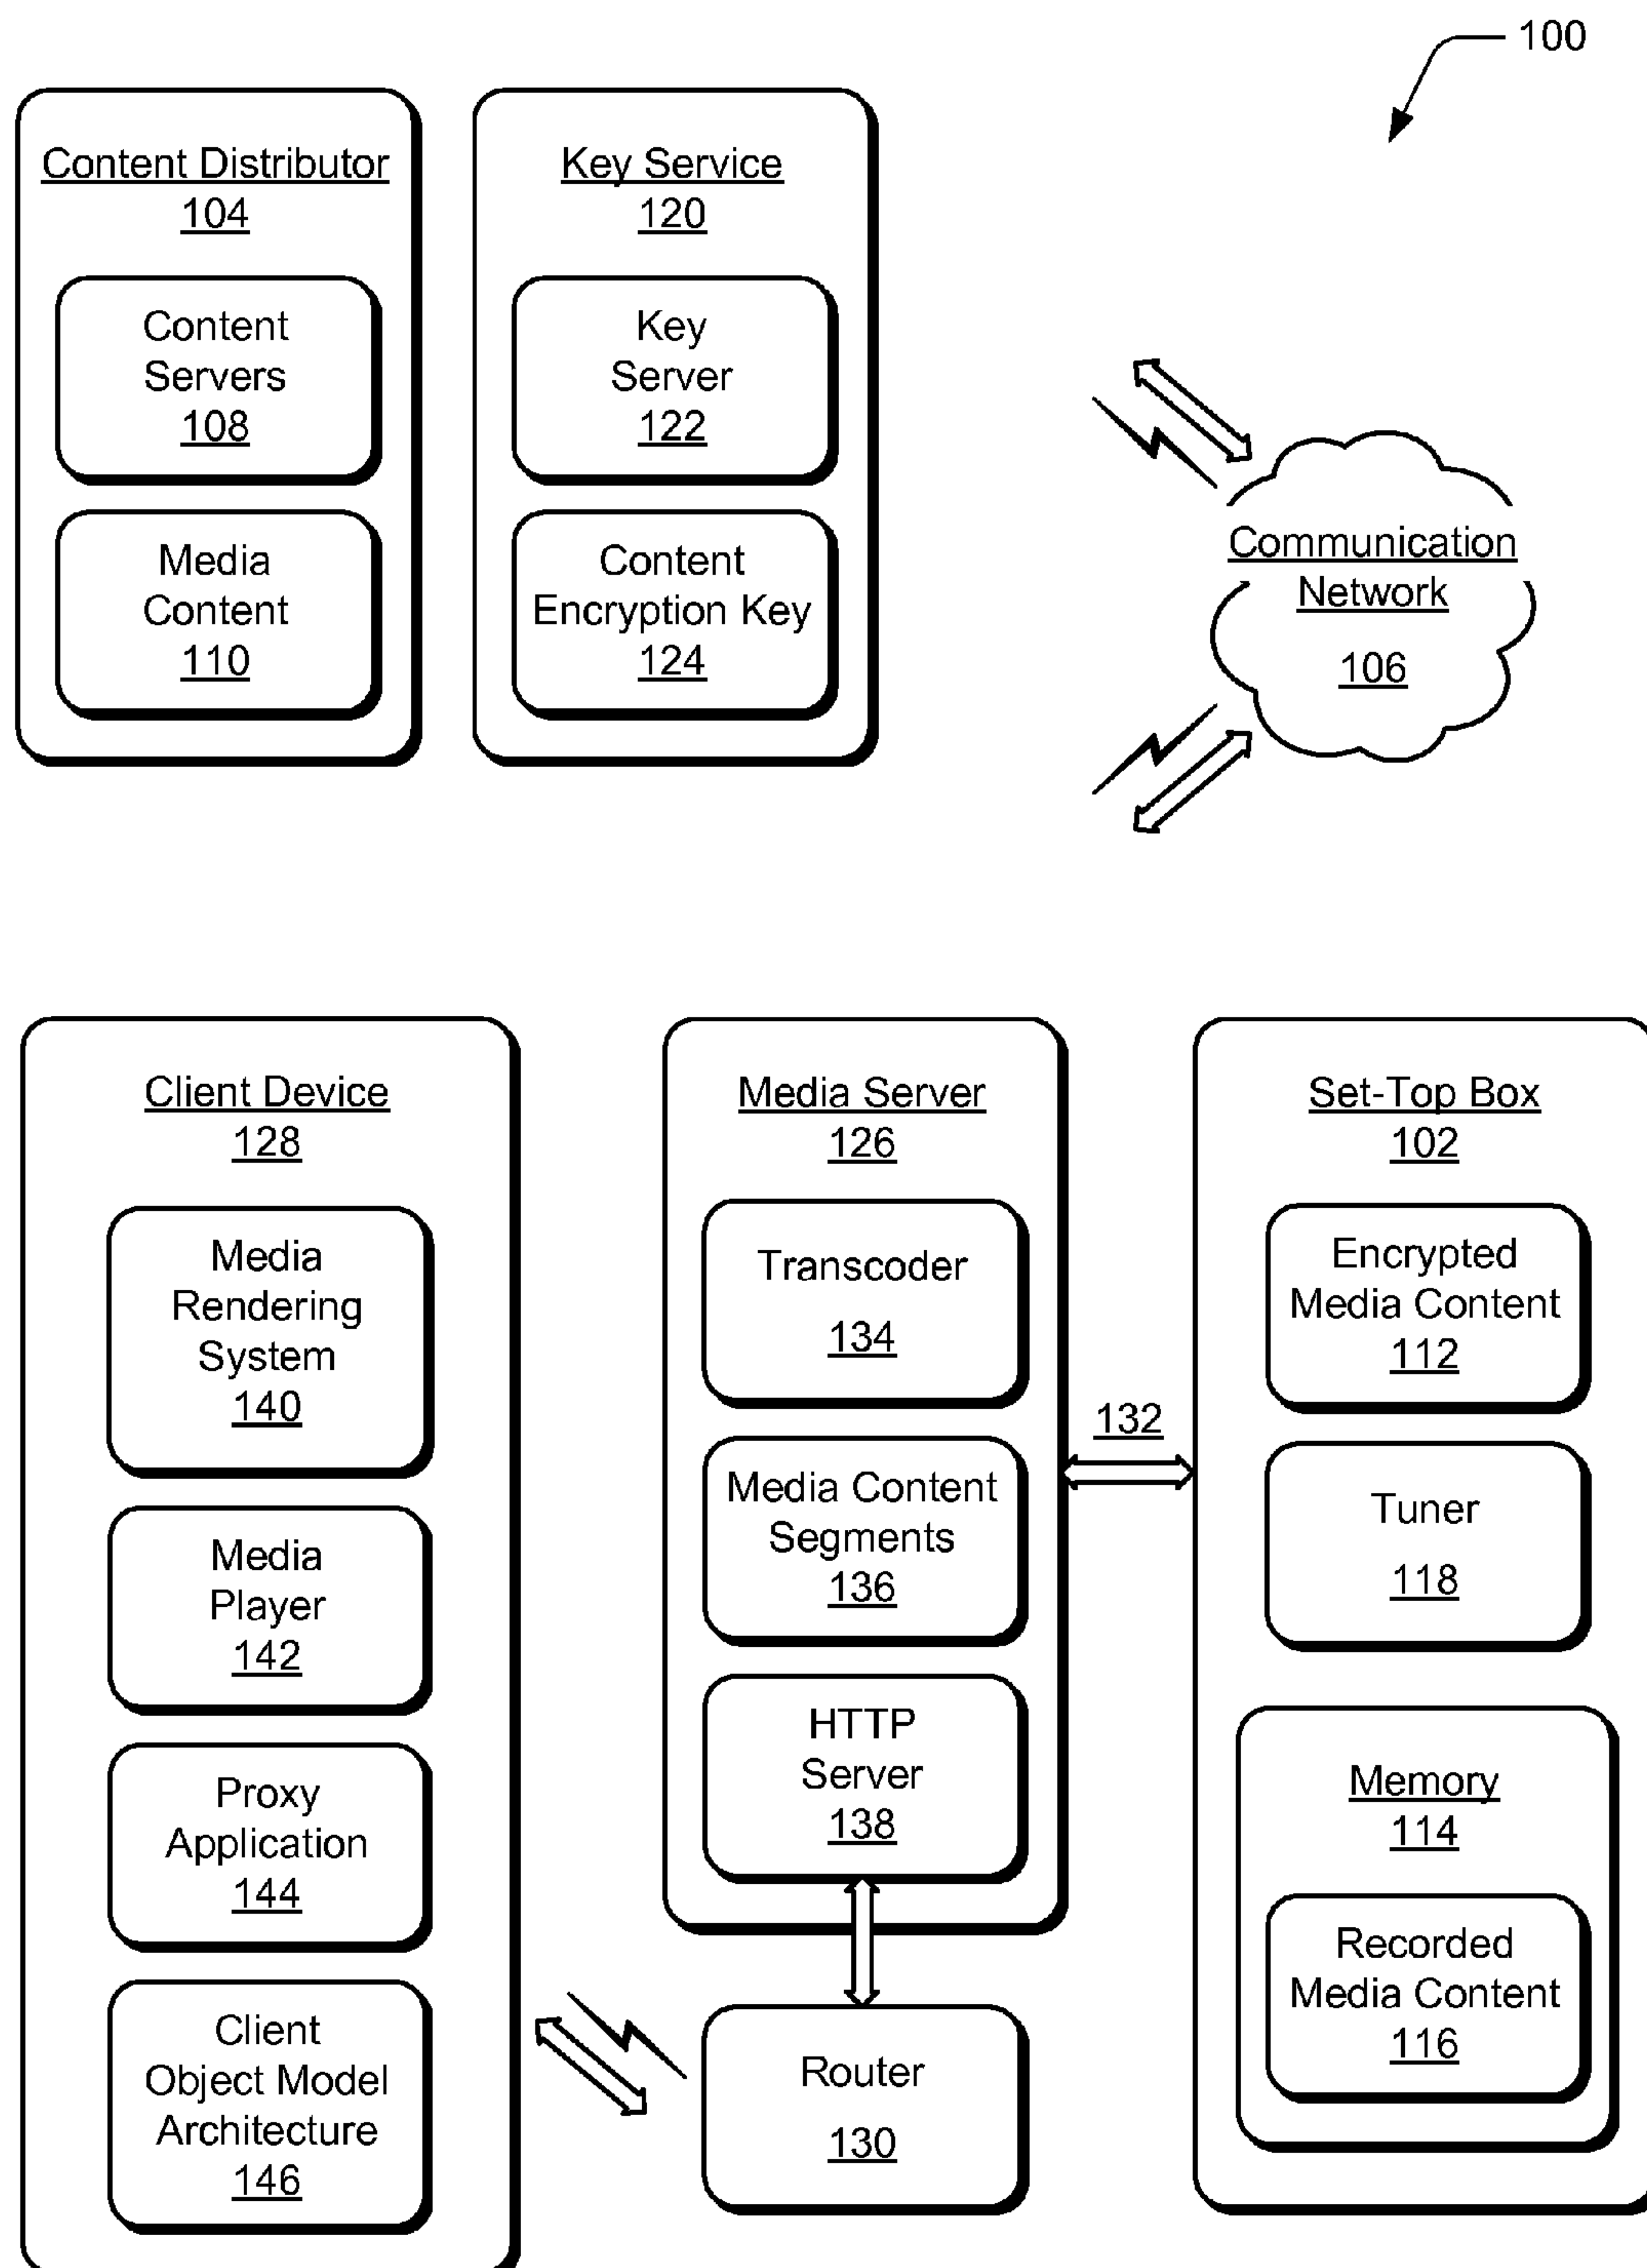 100
Content Distributor
104
Content
Servers
108
Media
Content
110
Key Service
120
Key
Server
122
Content
Encryption Key
124
Communication
Network
106
Client Device
128
Media
Rendering
System
140
Media
Player
142
Proxy
Application
144
Client
Object Model
Architecture
146
Media Server
126
Transcoder
134
Media Content
Segments
136
HTTP
Server
138
Router
130
132
Set-Top Box
102
Encrypted
Media Content
112
Tuner
118
Memory
114
Recorded
Media Content
116